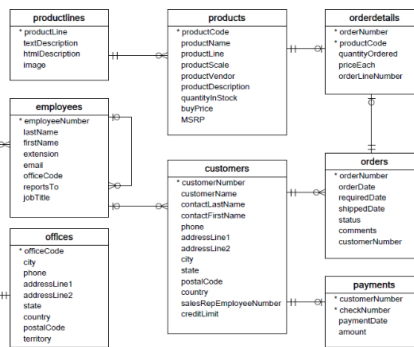 productlines
* productLine
textDescription
htmlDescription
image
products
* productCode
productName
productLine
productScale
productVendor
productDescription
quantityInStock
buyPrice
MSRP
orderdetails
* orderNumber
* productCode
quantityOrdered
priceEach
orderLineNumber
employees
* employeeNumber
lastName
firstName
extension
email
officeCode
reportsTo
jobTitle
customers
* customerNumber
customerName
contactLastName
contactFirstName
phone
addressLine1
addressLine2
city
state
postalCode
country
salesRepEmployeeNumber
creditLimit
orders
* orderNumber
orderDate
requiredDate
shippedDate
status
comments
customerNumber
offices
* officeCode
city
phone
addressLine1
addressLine2
state
country
postalCode
territory
payments
* customerNumber
* checkNumber
paymentDate
amount